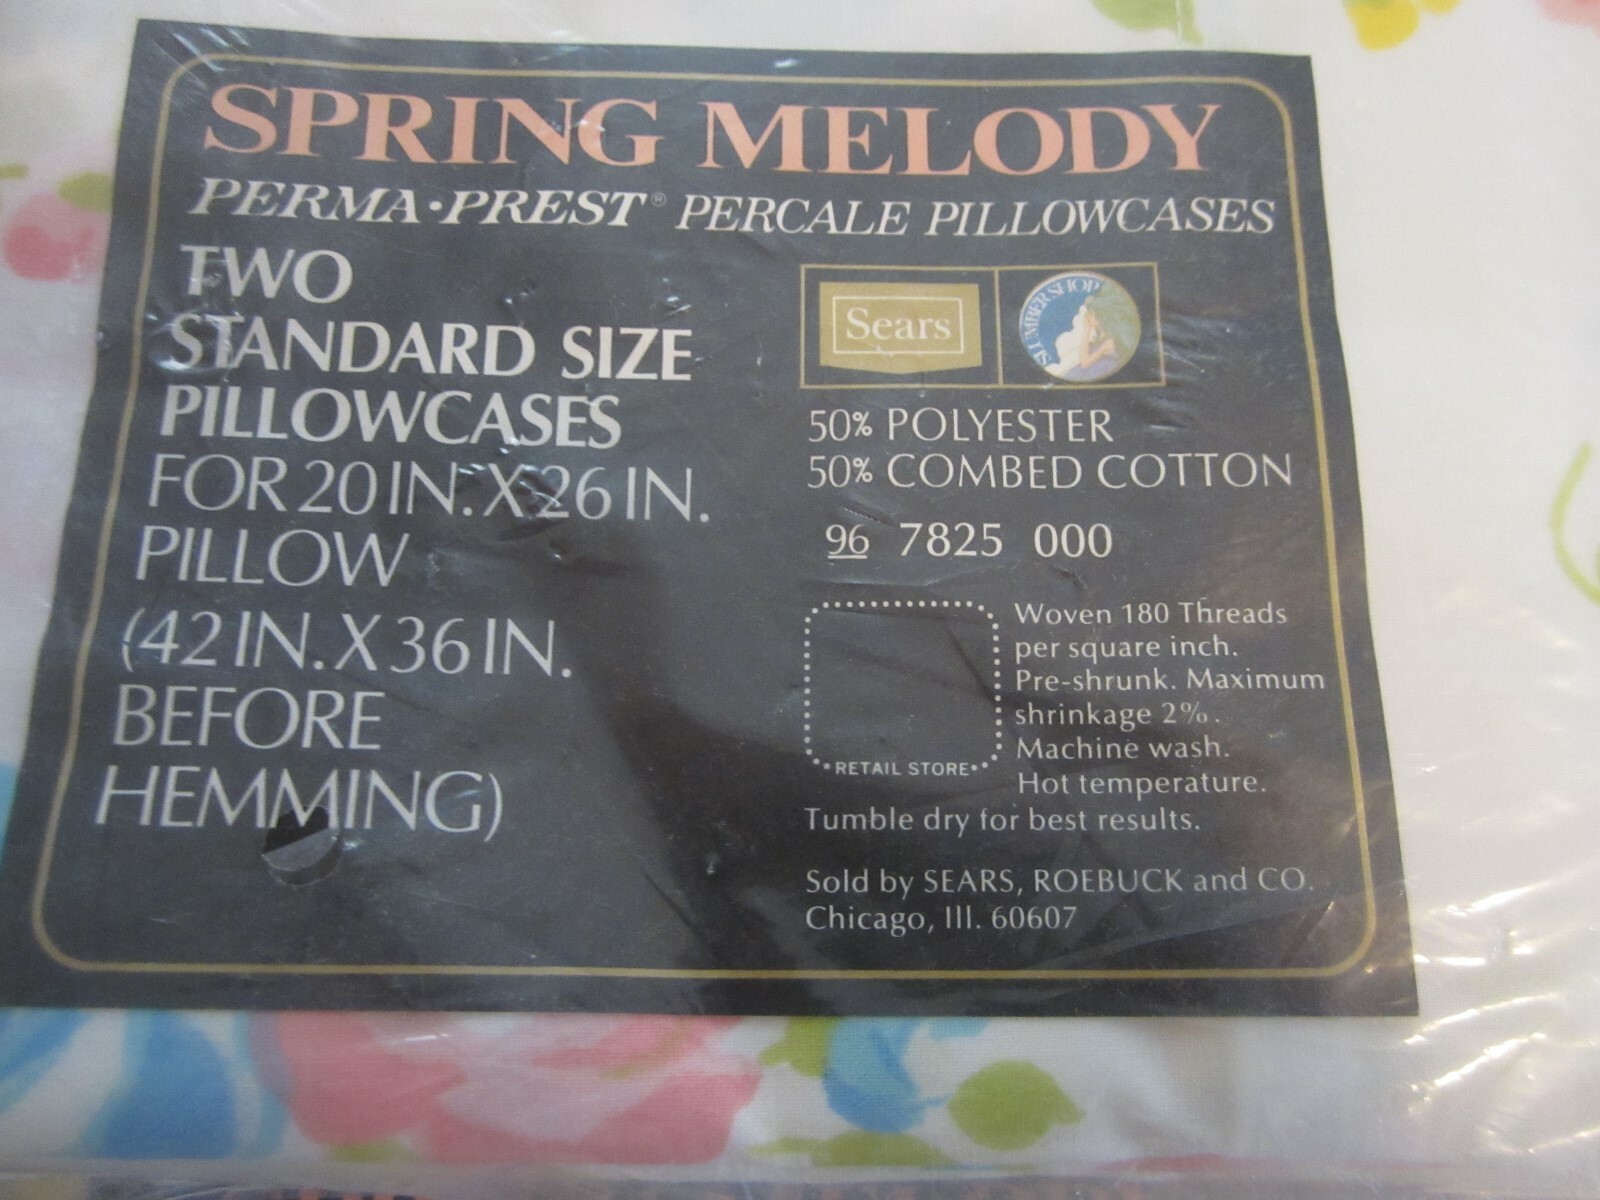 SPRING MELODY
PERMA·PREST® PERCALE PILLOWCASES
TWO
STANDARD SIZE
PILLOWCASES
FOR 20 IN. X 26 IN.
PILLOW
(42 IN. X 36 IN.
BEFORE
HEMMING)
Sears
SLUMBER SHOP
50% POLYESTER
50% COMBED COTTON
96 7825 000
RETAIL STORE
Woven 180 Threads
per square inch.
Pre-shrunk. Maximum
shrinkage 2%.
Machine wash.
Hot temperature.
Tumble dry for best results.
Sold by SEARS, ROEBUCK and CO.
Chicago, Ill. 60607